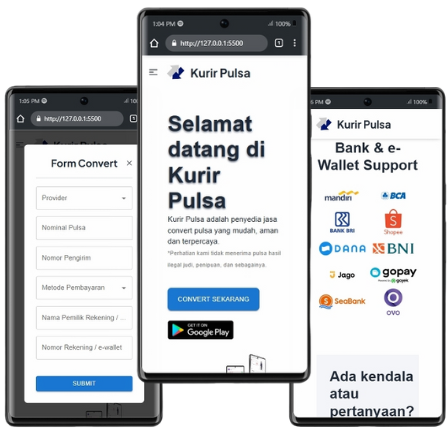 1:05 PM
http://127.0.0.1:5500
Form Convert ×
Provider
Nominal Pulsa
Nomor Pengirim
Metode Pembayaran
Nama Pemilik Rekening / ...
Nomor Rekening / e-wallet
SUBMIT
1:04 PM
100%
http://127.0.0.1:5500
1
Kurir Pulsa
Selamat
datang di
Kurir
Pulsa
Kurir Pulsa adalah penyedia jasa
convert pulsa yang mudah, aman
dan terpercaya.
*Perhatian kami tidak menerima pulsa hasil
ilegal judi, penipuan, dan sebagainya.
CONVERT SEKARANG
GET IT ON
Google Play
PM
100%
Kurir Pulsa
Bank & e-
Wallet Support
mandiri
BCA
BANK BRI
Shopee
DANA
BNI
Jago
gopay
SeaBank
OVO
Ada kendala
atau
pertanyaan?